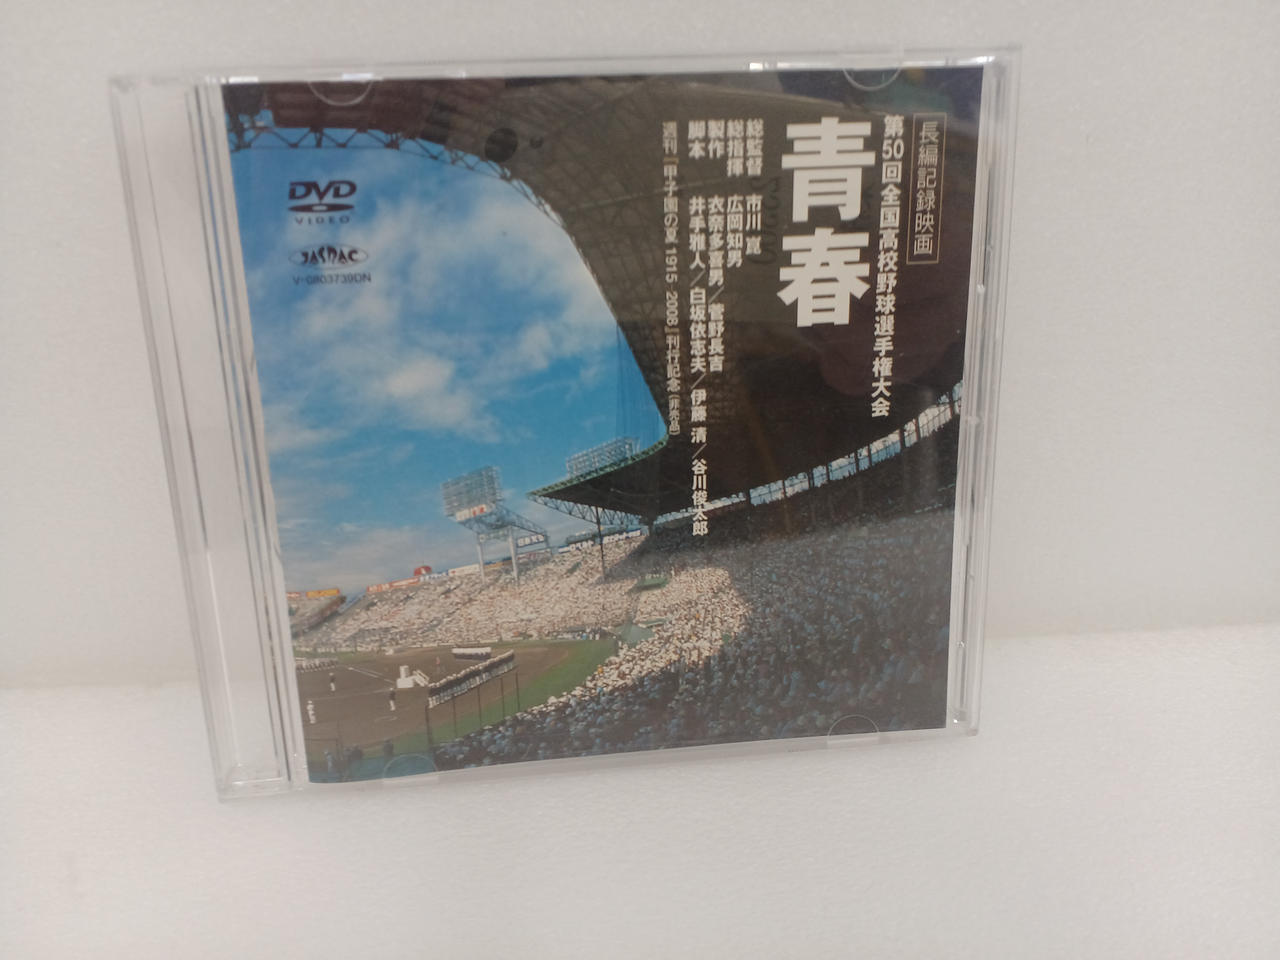 長編記録映画
第50回全国高校野球選手権大会
青春
総監督 市川 崑
総指揮 広岡知男
製作 衣奈多喜男／菅野長吉
脚本 井手雅人／白坂依志夫／伊藤 清／谷川俊太郎
週刊『甲子園の夏 1915 2008』刊行記念(非売品)
DVD
VIDEO
JASRAC
V-0803739DN